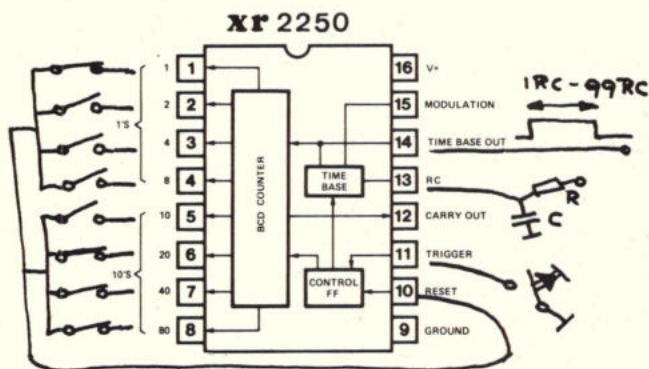 xr 2250
1RC - 99RC
1 1 16 V+
2 2 15 MODULATION
1'S
4 3 14 TIME BASE OUT
8 4 TIME BASE 13 RC
R
C
BCD COUNTER
10 5 12 CARRY OUT
20 6 11 TRIGGER
10'S
CONTROL FF
40 7 10 RESET
80 8 9 GROUND